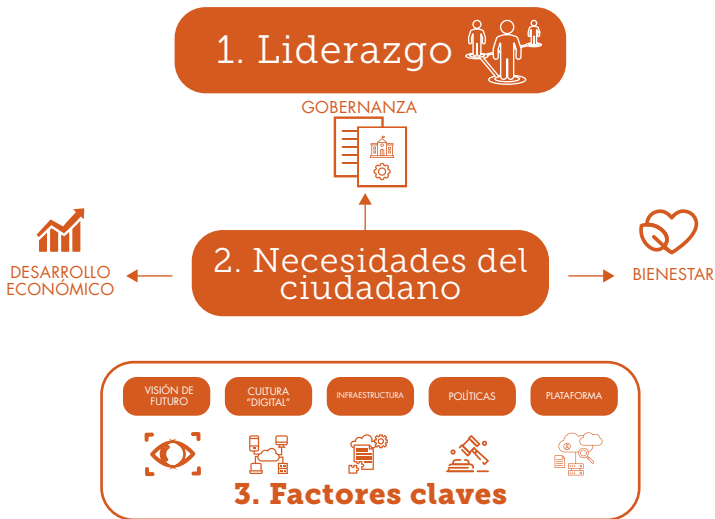 1. Liderazgo
GOBERNANZA
2. Necesidades del
ciudadano
DESARROLLO
ECONÓMICO
BIENESTAR
VISIÓN DE
FUTURO
CULTURA
“DIGITAL”
INFRAESTRUCTURA
POLÍTICAS
PLATAFORMA
3. Factores claves